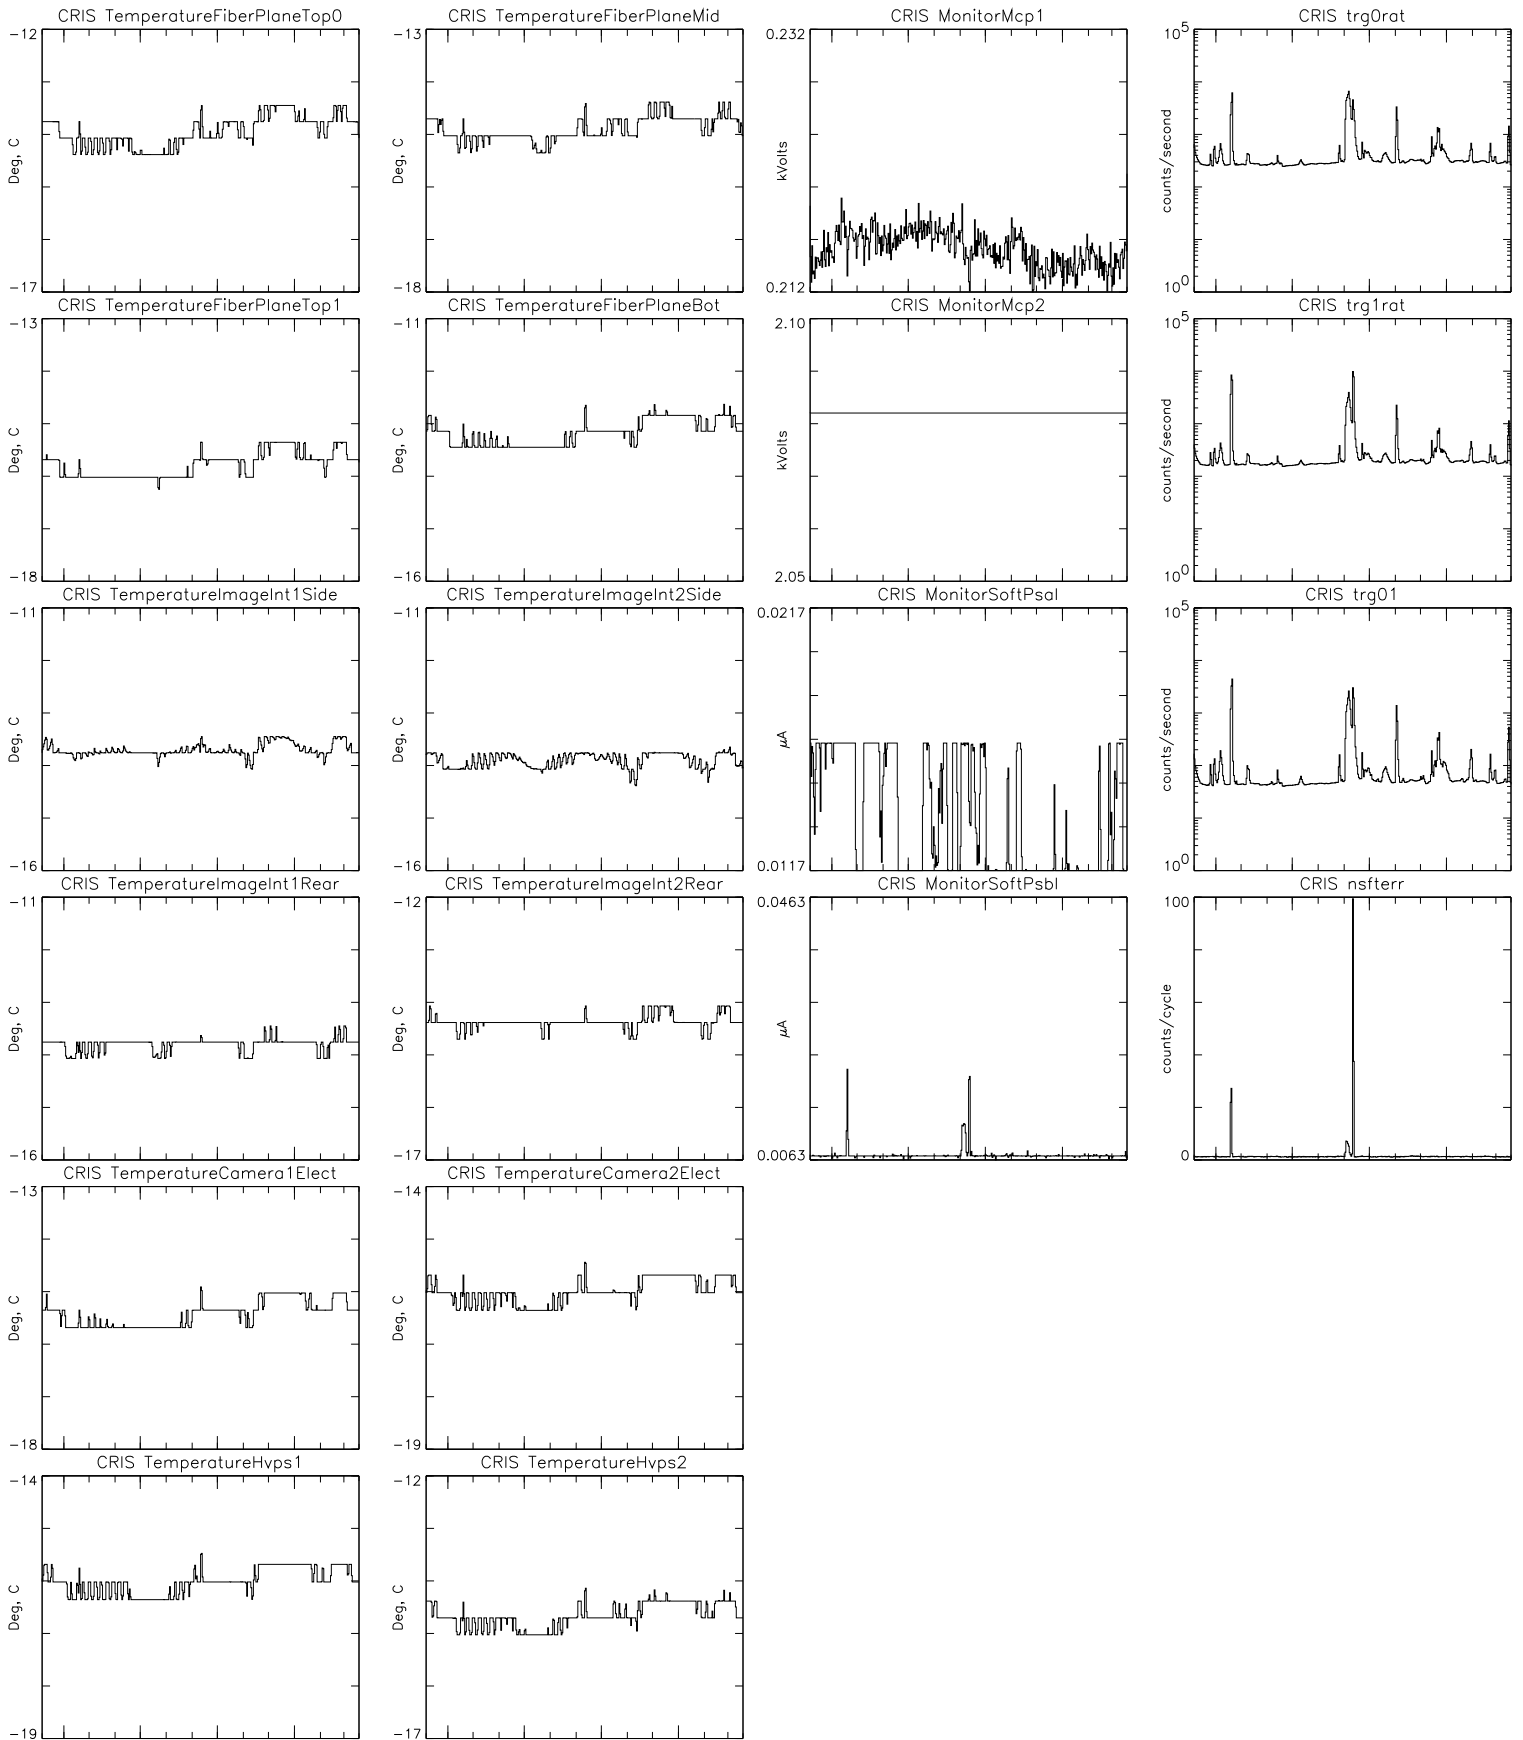 CRIS TemperatureFiberPlaneTop0
-12
Deg, C
-17
CRIS TemperatureFiberPlaneMid
-13
Deg, C
-18
CRIS MonitorMcp1
0.232
kVolts
0.212
CRIS trg0rat
10^5
counts/second
10^0
CRIS TemperatureFiberPlaneTop1
-13
Deg, C
-18
CRIS TemperatureFiberPlaneBot
-11
Deg, C
-16
CRIS MonitorMcp2
2.10
kVolts
2.05
CRIS trg1rat
10^5
counts/second
10^0
CRIS TemperatureImageInt1Side
-11
Deg, C
-16
CRIS TemperatureImageInt2Side
-11
Deg, C
-16
CRIS MonitorSoftPsaI
0.0217
μA
0.0117
CRIS trg01
10^5
counts/second
10^0
CRIS TemperatureImageInt1Rear
-11
Deg, C
-16
CRIS TemperatureImageInt2Rear
-12
Deg, C
-17
CRIS MonitorSoftPsbI
0.0463
μA
0.0063
CRIS nsfterr
100
counts/cycle
0
CRIS TemperatureCamera1Elect
-13
Deg, C
-18
CRIS TemperatureCamera2Elect
-14
Deg, C
-19
CRIS TemperatureHvps1
-14
Deg, C
-19
CRIS TemperatureHvps2
-12
Deg, C
-17